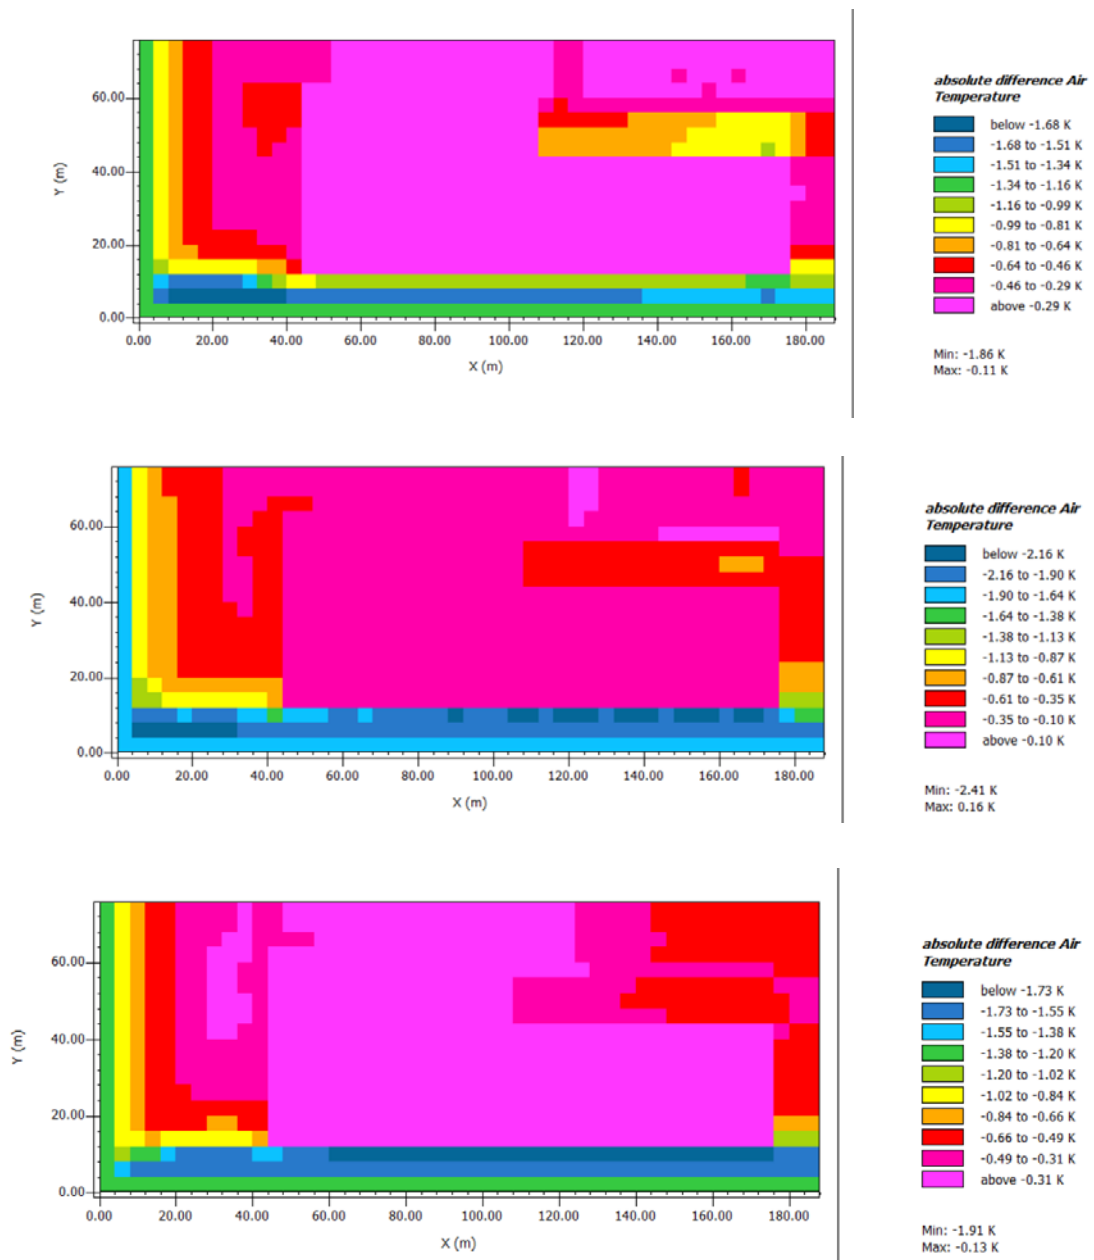 absolute difference Air
Temperature
below -1.68 K
-1.68 to -1.51 K
-1.51 to -1.34 K
-1.34 to -1.16 K
-1.16 to -0.99 K
-0.99 to -0.81 K
-0.81 to -0.64 K
-0.64 to -0.46 K
-0.46 to -0.29 K
above -0.29 K
Min: -1.86 K
Max: -0.11 K
Y (m)
60.00
40.00
20.00
0.00
0.00 20.00 40.00 60.00 80.00 100.00 120.00 140.00 160.00 180.00
X (m)
absolute difference Air
Temperature
below -2.16 K
-2.16 to -1.90 K
-1.90 to -1.64 K
-1.64 to -1.38 K
-1.38 to -1.13 K
-1.13 to -0.87 K
-0.87 to -0.61 K
-0.61 to -0.35 K
-0.35 to -0.10 K
above -0.10 K
Min: -2.41 K
Max: 0.16 K
Y (m)
60.00
40.00
20.00
0.00
0.00 20.00 40.00 60.00 80.00 100.00 120.00 140.00 160.00 180.00
X (m)
absolute difference Air
Temperature
below -1.73 K
-1.73 to -1.55 K
-1.55 to -1.38 K
-1.38 to -1.20 K
-1.20 to -1.02 K
-1.02 to -0.84 K
-0.84 to -0.66 K
-0.66 to -0.49 K
-0.49 to -0.31 K
above -0.31 K
Min: -1.91 K
Max: -0.13 K
Y (m)
60.00
40.00
20.00
0.00
0.00 20.00 40.00 60.00 80.00 100.00 120.00 140.00 160.00 180.00
X (m)